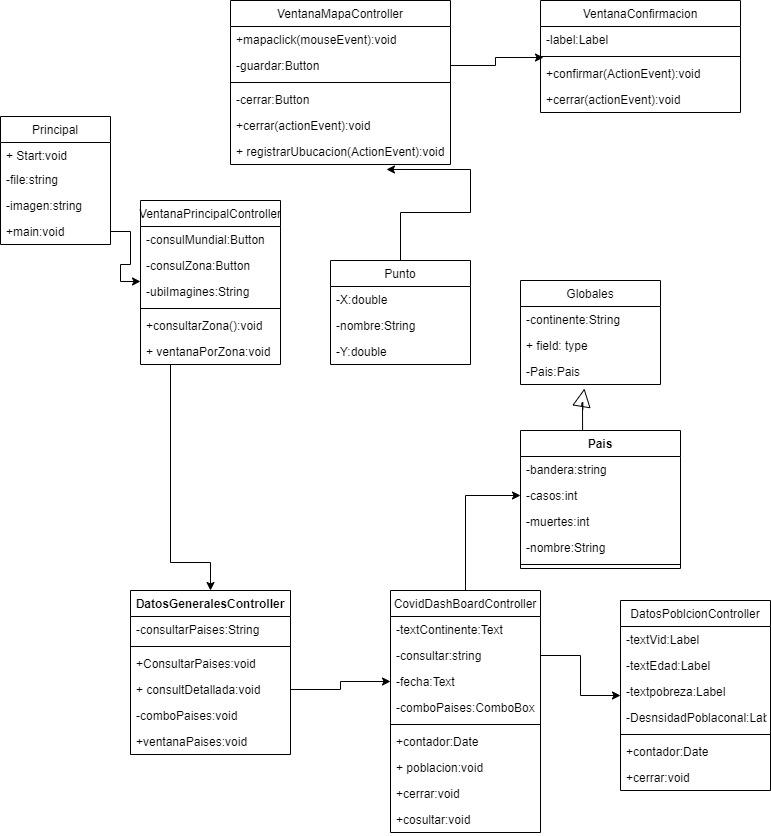 VentanaMapaController
+mapaclick(mouseEvent):void
-guardar:Button
-cerrar:Button
+cerrar(actionEvent):void
+ registrarUbucacion(ActionEvent):void
VentanaConfirmacion
-label:Label
+confirmar(ActionEvent):void
+cerrar(actionEvent):void
Principal
+ Start:void
-file:string
-imagen:string
+main:void
VentanaPrincipalController
-consulMundial:Button
-consulZona:Button
-ubiImagines:String
+consultarZona():void
+ ventanaPorZona:void
Punto
-X:double
-nombre:String
-Y:double
Globales
-continente:String
+ field: type
-Pais:Pais
Pais
-bandera:string
-casos:int
-muertes:int
-nombre:String
DatosGeneralesController
-consultarPaises:String
+ConsultarPaises:void
+ consultDetallada:void
-comboPaises:void
+ventanaPaises:void
CovidDashBoardController
-textContinente:Text
-consultar:string
-fecha:Text
-comboPaises:ComboBox
+contador:Date
+ poblacion:void
+cerrar:void
+cosultar:void
DatosPoblcionController
-textVid:Label
-textEdad:Label
-textpobreza:Label
-DesnsidadPoblaconal:Lab
+contador:Date
+cerrar:void